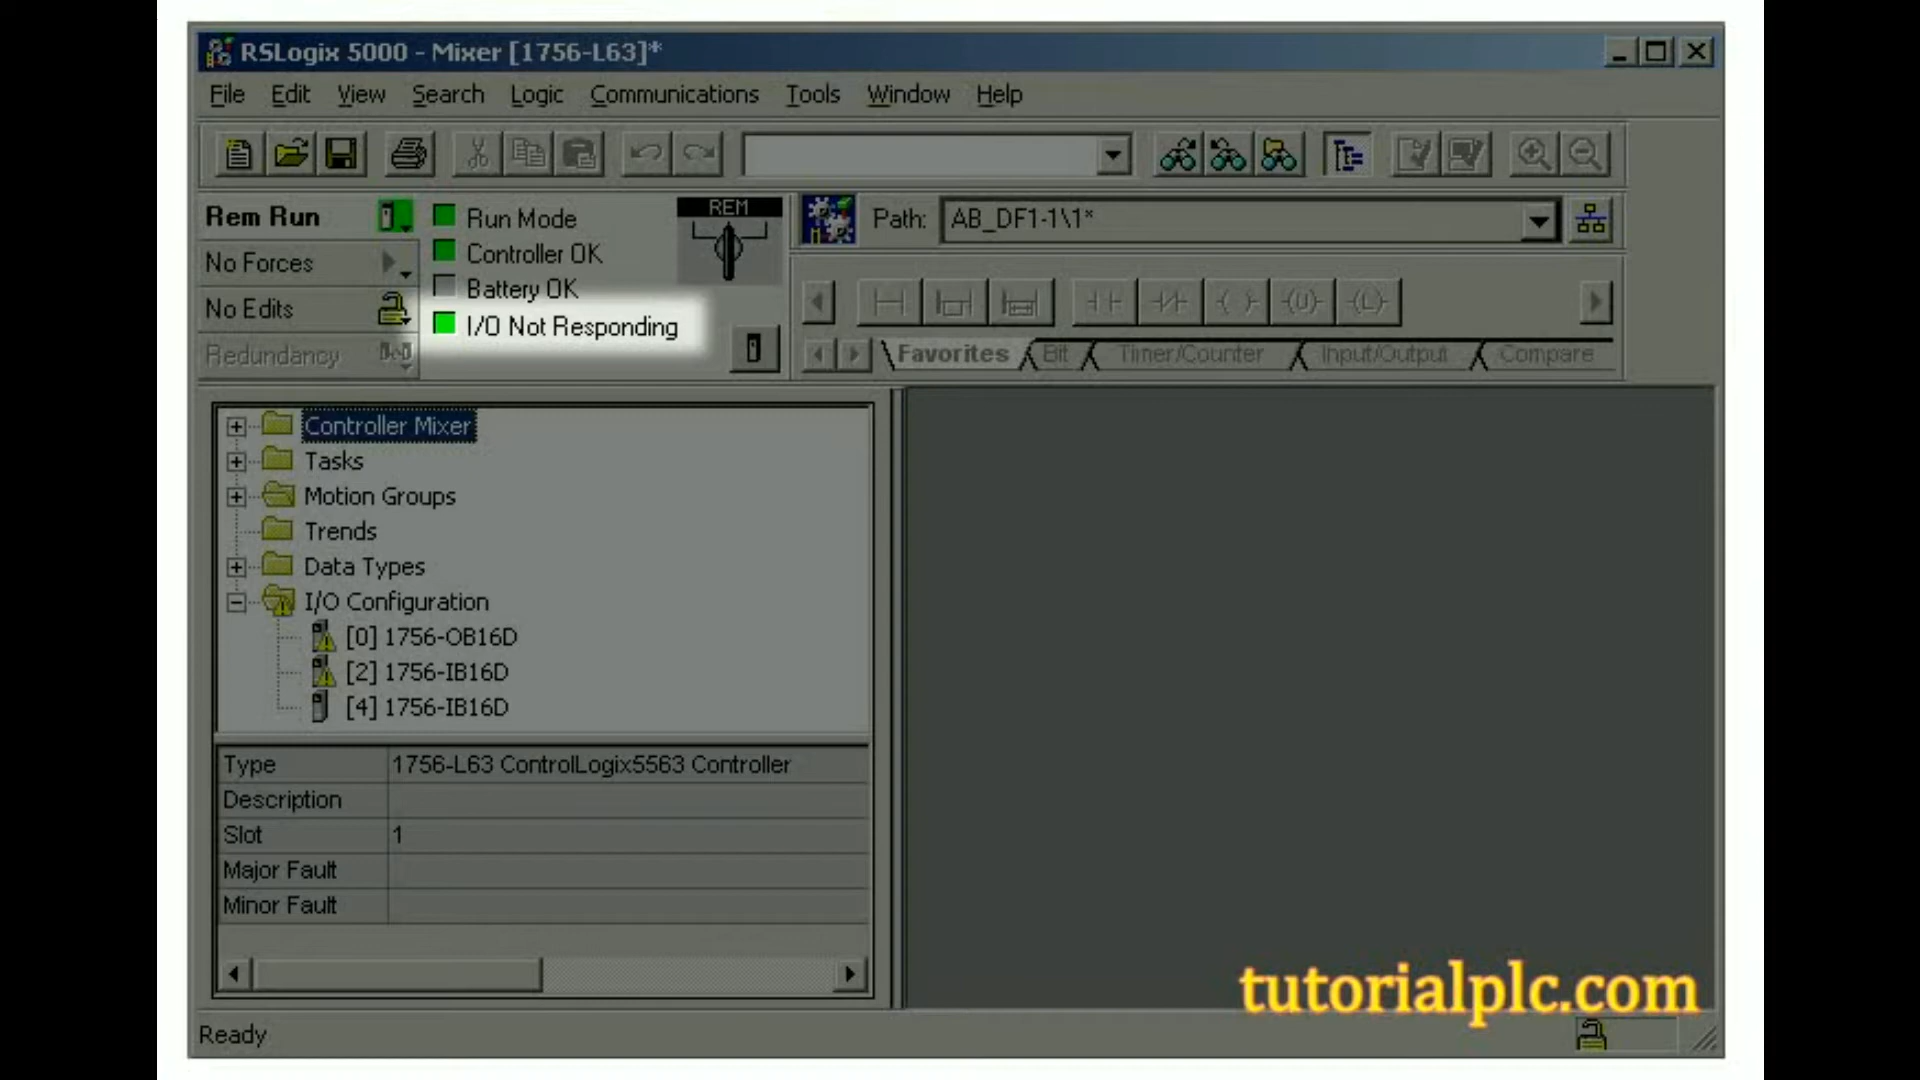 RSLogix 5000 - Mixer [1756-L63]*
File Edit View Search Logic Communications Tools Window Help
Rem Run
No Forces
No Edits
Redundancy
Run Mode
Controller OK
Battery OK
I/O Not Responding
REM
Path: AB_DF1-1\1*
Favorites Bit Timer/Counter Input/Output Compare
Controller Mixer
Tasks
Motion Groups
Trends
Data Types
I/O Configuration
[0] 1756-OB16D
[2] 1756-IB16D
[4] 1756-IB16D
Type 1756-L63 ControlLogix5563 Controller
Description
Slot 1
Major Fault
Minor Fault
tutorialplc.com
Ready